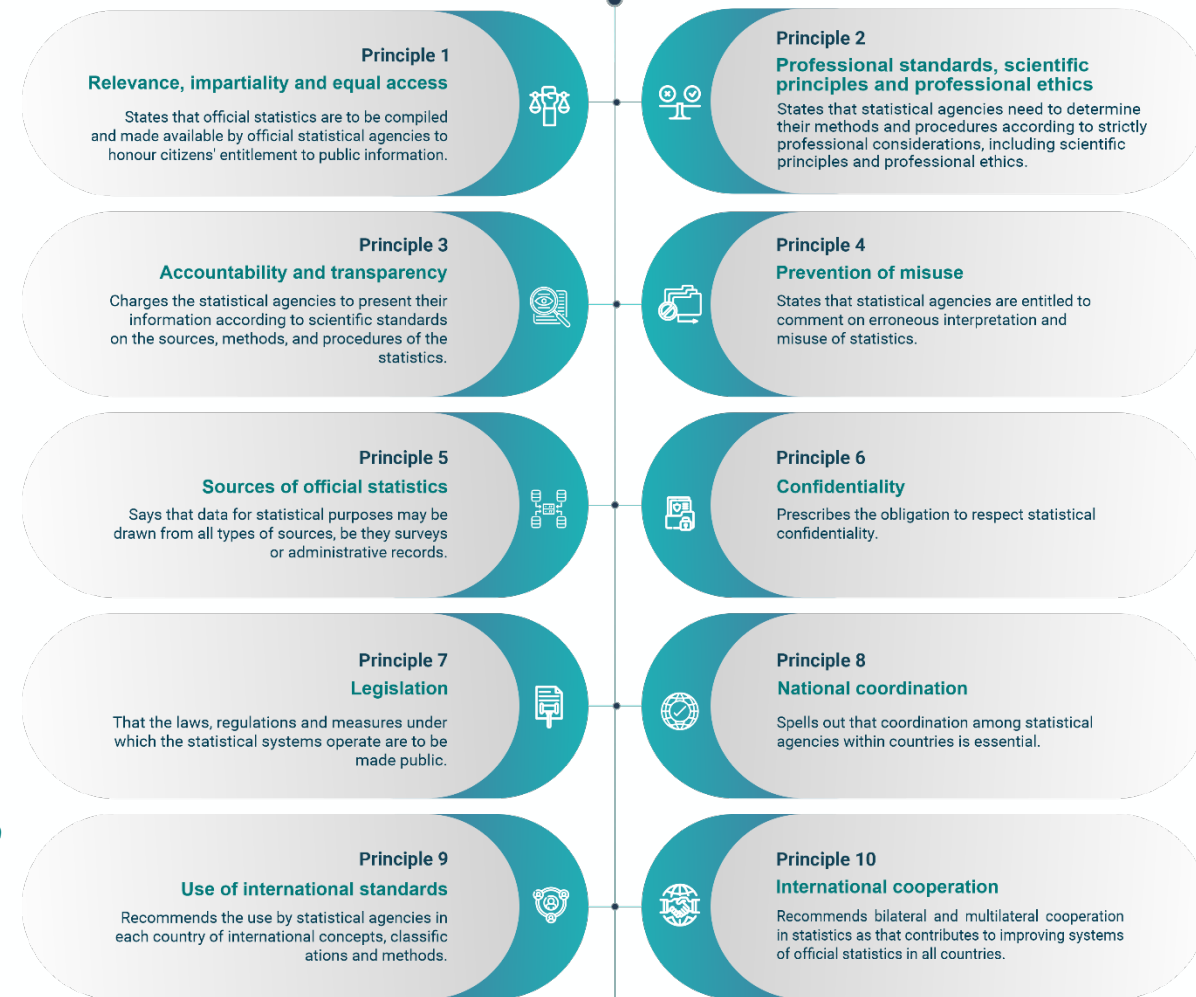 Principle 1
Relevance, impartiality and equal access
States that official statistics are to be compiled
and made available by official statistical agencies to
honour citizens' entitlement to public information.
Principle 2
Professional standards, scientific
principles and professional ethics
States that statistical agencies need to determine
their methods and procedures according to strictly
professional considerations, including scientific
principles and professional ethics.
Principle 3
Accountability and transparency
Charges the statistical agencies to present their
information according to scientific standards
on the sources, methods, and procedures of the
statistics.
Principle 4
Prevention of misuse
States that statistical agencies are entitled to
comment on erroneous interpretation and
misuse of statistics.
Principle 5
Sources of official statistics
Says that data for statistical purposes may be
drawn from all types of sources, be they surveys
or administrative records.
Principle 6
Confidentiality
Prescribes the obligation to respect statistical
confidentiality.
Principle 7
Legislation
That the laws, regulations and measures under
which the statistical systems operate are to be
made public.
Principle 8
National coordination
Spells out that coordination among statistical
agencies within countries is essential.
Principle 9
Use of international standards
Recommends the use by statistical agencies in
each country of international concepts, classific
ations and methods.
Principle 10
International cooperation
Recommends bilateral and multilateral cooperation
in statistics as that contributes to improving systems
of official statistics in all countries.